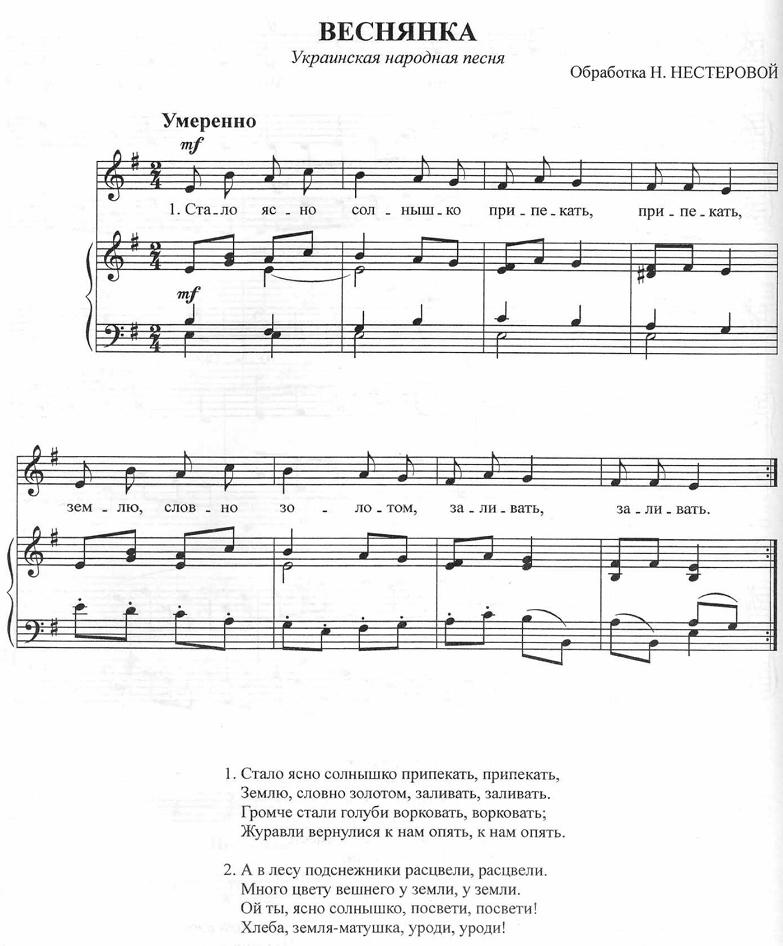 ВЕСНЯНКА
Украинская народная песня
Обработка Н. НЕСТЕРОВОЙ
Умеренно
mf
1. Ста - ло яс - но сол - ныш - ко при - пе - кать, при - пе - кать,
mf
зем - лю, слов - но зо - ло - том, за - ли - вать, за - ли - вать.
1. Стало ясно солнышко припекать, припекать,
Землю, словно золотом, заливать, заливать.
Громче стали голуби ворковать, ворковать;
Журавли вернулися к нам опять, к нам опять.
2. А в лесу подснежники расцвели, расцвели.
Много цвету вешнего у земли, у земли.
Ой ты, ясно солнышко, посвети, посвети!
Хлеба, земля-матушка, уроди, уроди!